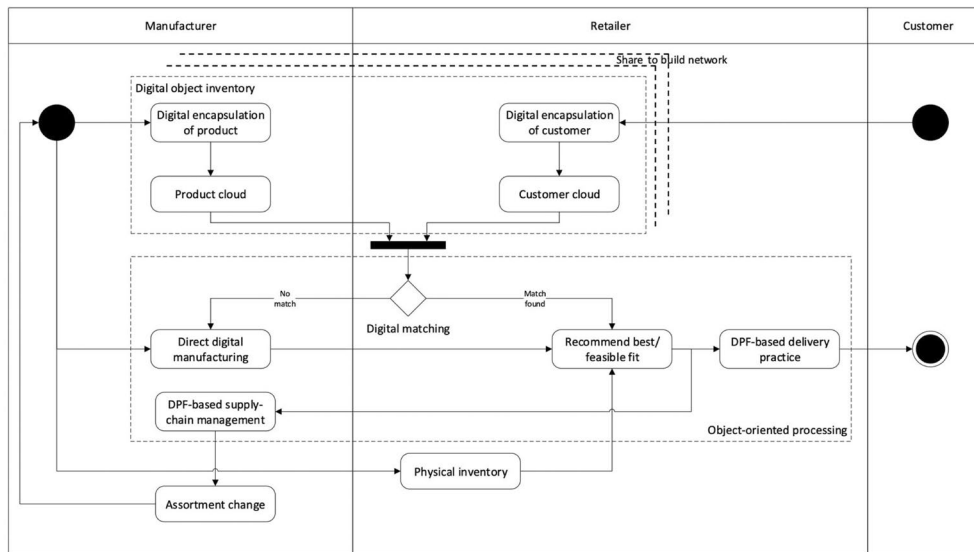 Manufacturer
Retailer
Customer
Share to build network
Digital object inventory
Digital encapsulation
of product
Digital encapsulation
of customer
Product cloud
Customer cloud
No
match
Match
found
Digital matching
Direct digital
manufacturing
Recommend best/
feasible fit
DPF-based delivery
practice
DPF-based supply-
chain management
Object-oriented processing
Physical inventory
Assortment change